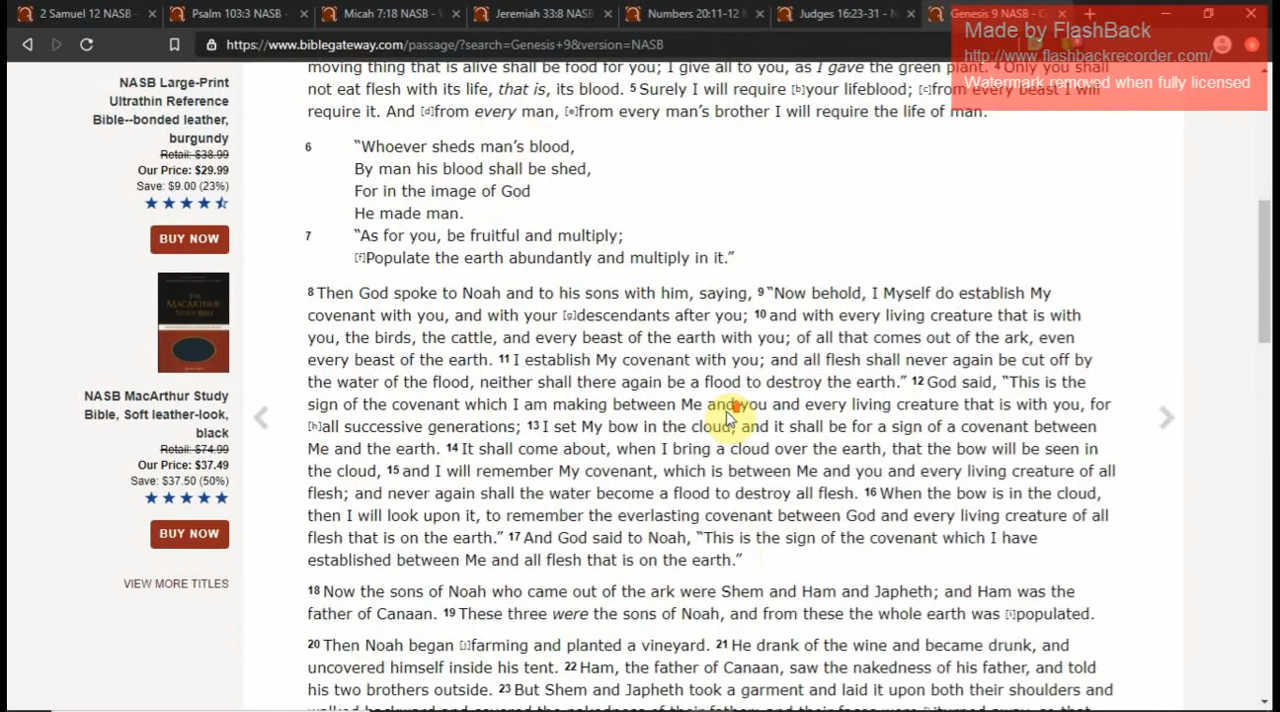 2 Samuel 12 NASB -
Psalm 103:3 NASB -
Micah 7:18 NASB -
Jeremiah 33:8 NASB
Numbers 20:11-12 N
Judges 16:23-31 - N
Genesis 9 NASB -
https://www.biblegateway.com/passage/?search=Genesis+9&version=NASB
Made by FlashBack
http://www.flashbackrecorder.com/
Watermark removed when fully licensed
NASB Large-Print
Ultrathin Reference
Bible--bonded leather,
burgundy
Retail: $38.99
Our Price: $29.99
Save: $9.00 (23%)
BUY NOW
THE
MACARTHUR
STUDY BIBLE
NASB MacArthur Study
Bible, Soft leather-look,
black
Retail: $74.99
Our Price: $37.49
Save: $37.50 (50%)
BUY NOW
VIEW MORE TITLES
moving thing that is alive shall be food for you; I give all to you, as I gave the green plant. 4 Only you shall
not eat flesh with its life, that is, its blood. 5 Surely I will require [b]your lifeblood; [c]from every beast I will
require it. And [d]from every man, [e]from every man's brother I will require the life of man.
6 “Whoever sheds man's blood,
By man his blood shall be shed,
For in the image of God
He made man.
7 “As for you, be fruitful and multiply;
[f]Populate the earth abundantly and multiply in it.”
8 Then God spoke to Noah and to his sons with him, saying, 9 “Now behold, I Myself do establish My
covenant with you, and with your [g]descendants after you; 10 and with every living creature that is with
you, the birds, the cattle, and every beast of the earth with you; of all that comes out of the ark, even
every beast of the earth. 11 I establish My covenant with you; and all flesh shall never again be cut off by
the water of the flood, neither shall there again be a flood to destroy the earth.” 12 God said, “This is the
sign of the covenant which I am making between Me and you and every living creature that is with you, for
[h]all successive generations; 13 I set My bow in the cloud, and it shall be for a sign of a covenant between
Me and the earth. 14 It shall come about, when I bring a cloud over the earth, that the bow will be seen in
the cloud, 15 and I will remember My covenant, which is between Me and you and every living creature of all
flesh; and never again shall the water become a flood to destroy all flesh. 16 When the bow is in the cloud,
then I will look upon it, to remember the everlasting covenant between God and every living creature of all
flesh that is on the earth.” 17 And God said to Noah, “This is the sign of the covenant which I have
established between Me and all flesh that is on the earth.”
18 Now the sons of Noah who came out of the ark were Shem and Ham and Japheth; and Ham was the
father of Canaan. 19 These three were the sons of Noah, and from these the whole earth was [i]populated.
20 Then Noah began [j]farming and planted a vineyard. 21 He drank of the wine and became drunk, and
uncovered himself inside his tent. 22 Ham, the father of Canaan, saw the nakedness of his father, and told
his two brothers outside. 23 But Shem and Japheth took a garment and laid it upon both their shoulders and
walked backward and covered the nakedness of their father; and their faces were turned away, so that